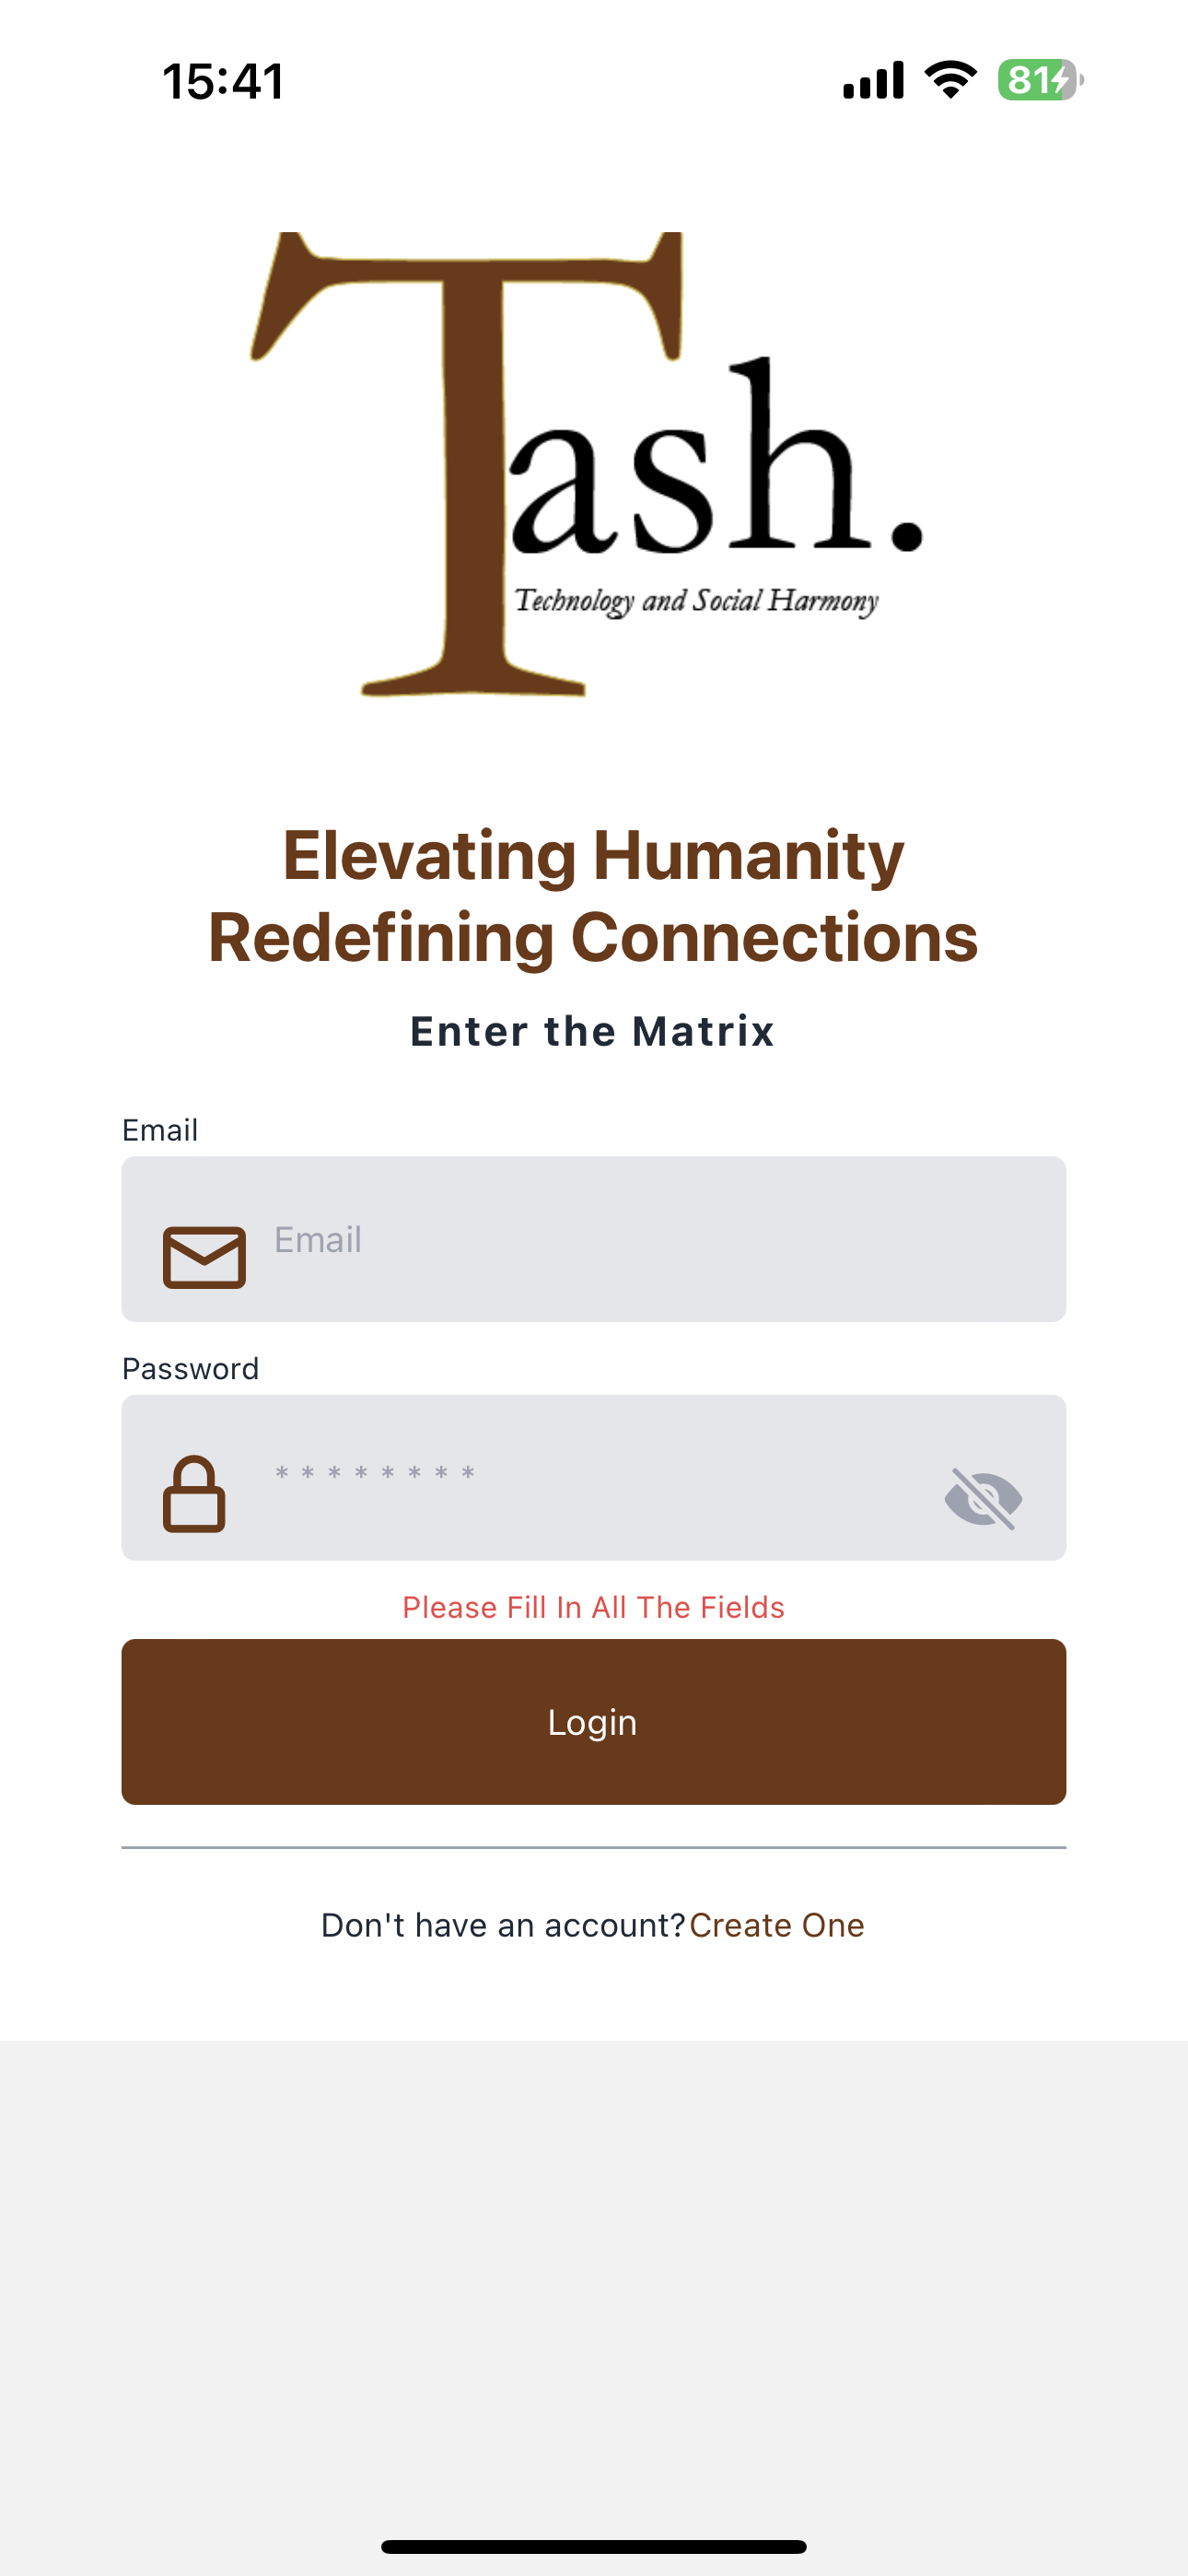 15:41
81
Tash.
Technology and Social Harmony
Elevating Humanity
Redefining Connections
Enter the Matrix
Email
Email
Password
* * * * * * * *
Please Fill In All The Fields
Login
Don't have an account?Create One